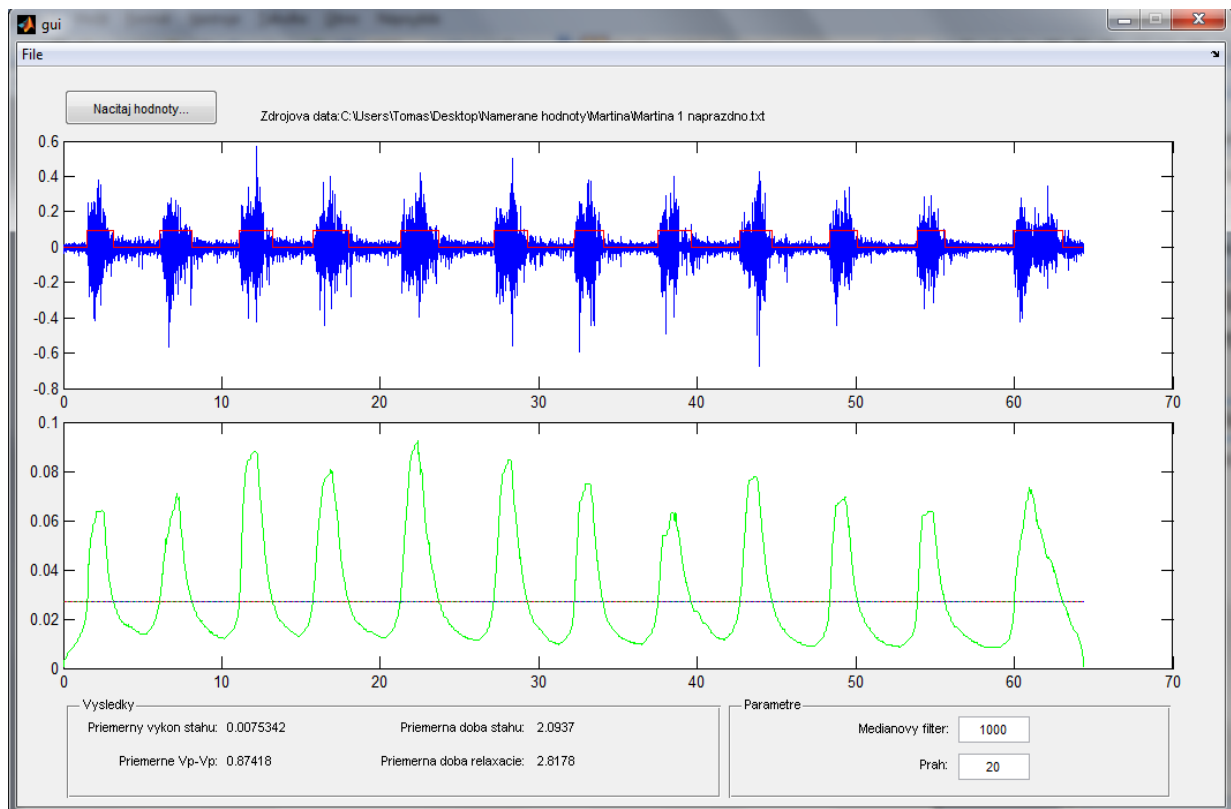 gui
File
Nacitaj hodnoty...
Zdrojova data:C:\Users\Tomas\Desktop\Namerane hodnoty\Martina\Martina 1 naprazdno.txt
0.6
0.4
0.2
0
-0.2
-0.4
-0.6
-0.8
0 10 20 30 40 50 60 70
0.1
0.08
0.06
0.04
0.02
0
0 10 20 30 40 50 60 70
Vysledky
Priemerny vykon stahu: 0.0075342 Priemerna doba stahu: 2.0937
Priemerne Vp-Vp: 0.87418 Priemerna doba relaxacie: 2.8178
Parametre
Medianovy filter: 1000
Prah: 20